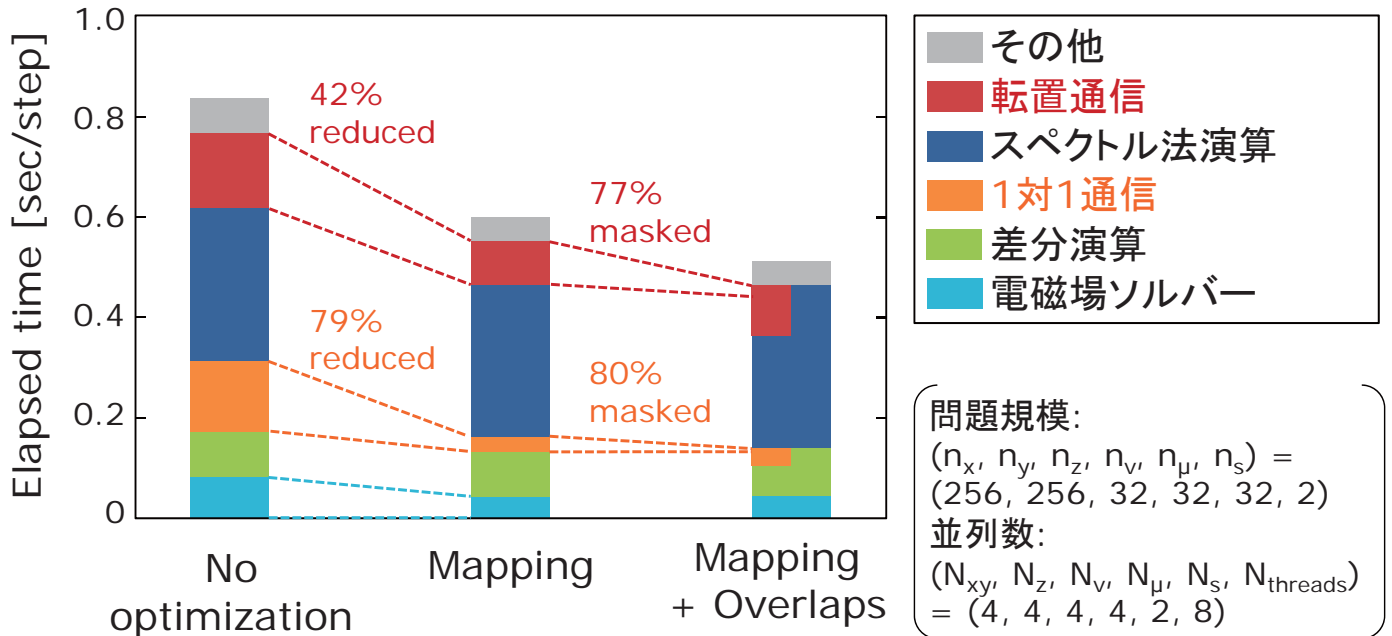 Elapsed time [sec/step]
1.0
0.8
0.6
0.4
0.2
0
42%
reduced
79%
reduced
77%
masked
80%
masked
No
optimization
Mapping
Mapping
+ Overlaps
その他
転置通信
スペクトル法演算
1対1通信
差分演算
電磁場ソルバー
問題規模:
(nx, ny, nz, nv, nμ, ns) =
(256, 256, 32, 32, 32, 2)
並列数:
(Nxy, Nz, Nv, Nμ, Ns, Nthreads)
= (4, 4, 4, 4, 2, 8)